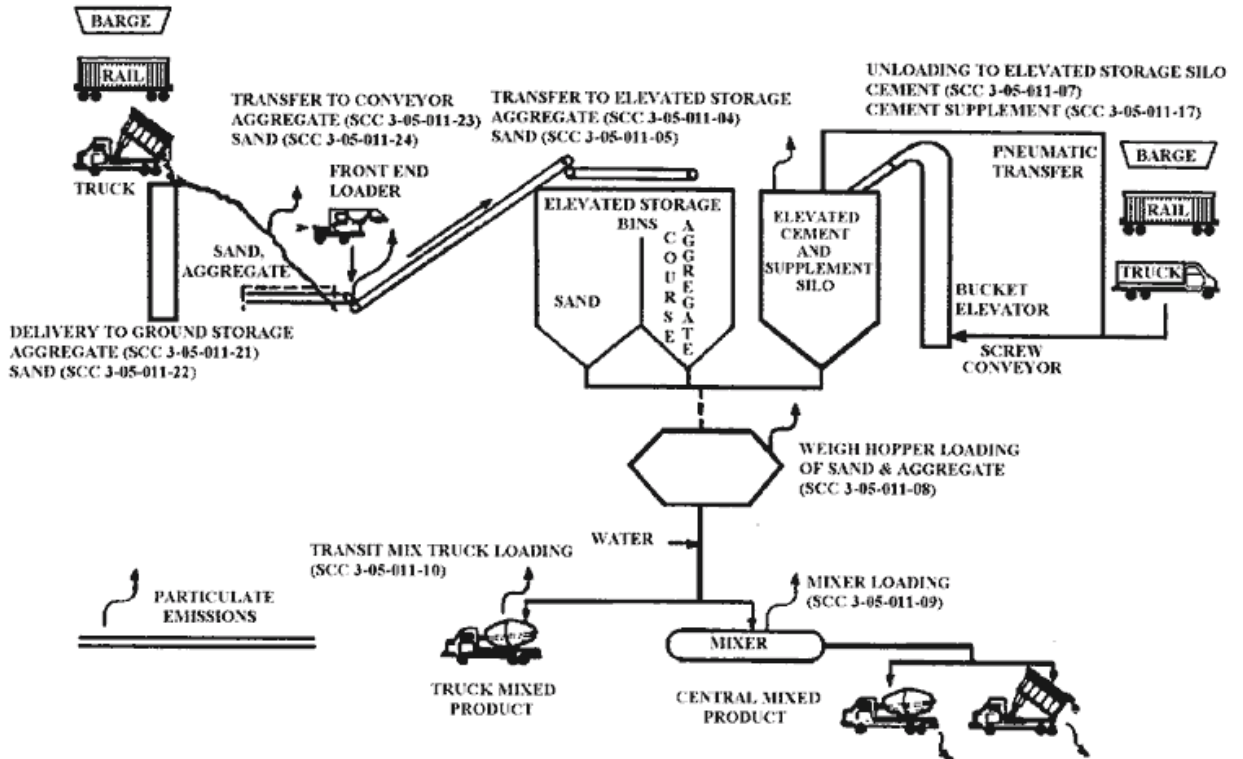 BARGE
RAIL
TRUCK
TRANSFER TO CONVEYOR
AGGREGATE (SCC 3-05-011-23)
SAND (SCC 3-05-011-24)
FRONT END
LOADER
SAND,
AGGREGATE
DELIVERY TO GROUND STORAGE
AGGREGATE (SCC 3-05-011-21)
SAND (SCC 3-05-011-22)
TRANSFER TO ELEVATED STORAGE
AGGREGATE (SCC 3-05-011-04)
SAND (SCC 3-05-011-05)
ELEVATED STORAGE
BINS
SAND
COURSE
AGGREGATE
ELEVATED
CEMENT
AND
SUPPLEMENT
SILO
UNLOADING TO ELEVATED STORAGE SILO
CEMENT (SCC 3-05-011-07)
CEMENT SUPPLEMENT (SCC 3-05-011-17)
PNEUMATIC
TRANSFER
BARGE
RAIL
TRUCK
BUCKET
ELEVATOR
SCREW
CONVEYOR
WEIGH HOPPER LOADING
OF SAND & AGGREGATE
(SCC 3-05-011-08)
WATER
TRANSIT MIX TRUCK LOADING
(SCC 3-05-011-10)
MIXER LOADING
(SCC 3-05-011-09)
PARTICULATE
EMISSIONS
MIXER
TRUCK MIXED
PRODUCT
CENTRAL MIXED
PRODUCT